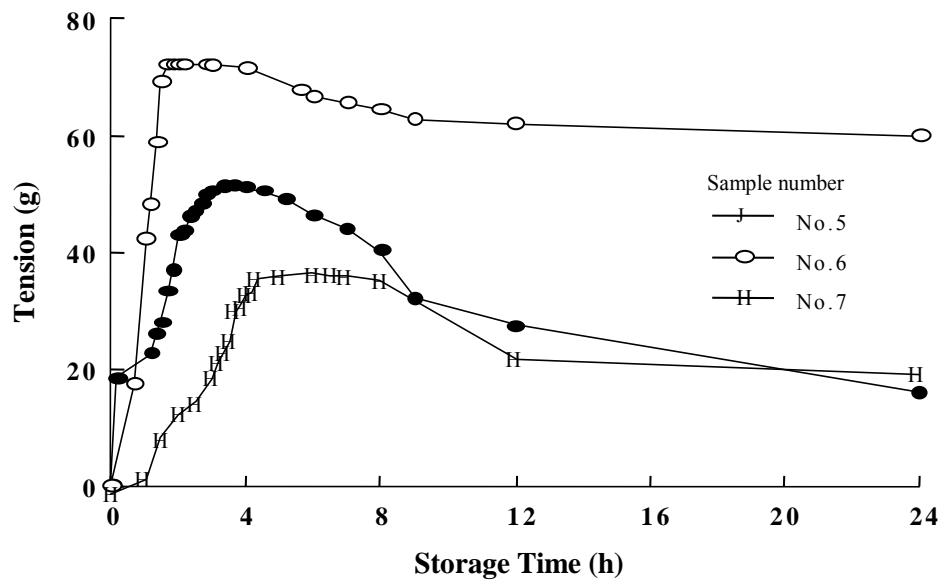 80
60
40
20
0
Tension (g)
Sample number
J No.5
No.6
H No.7
0 4 8 12 16 20 24
Storage Time (h)